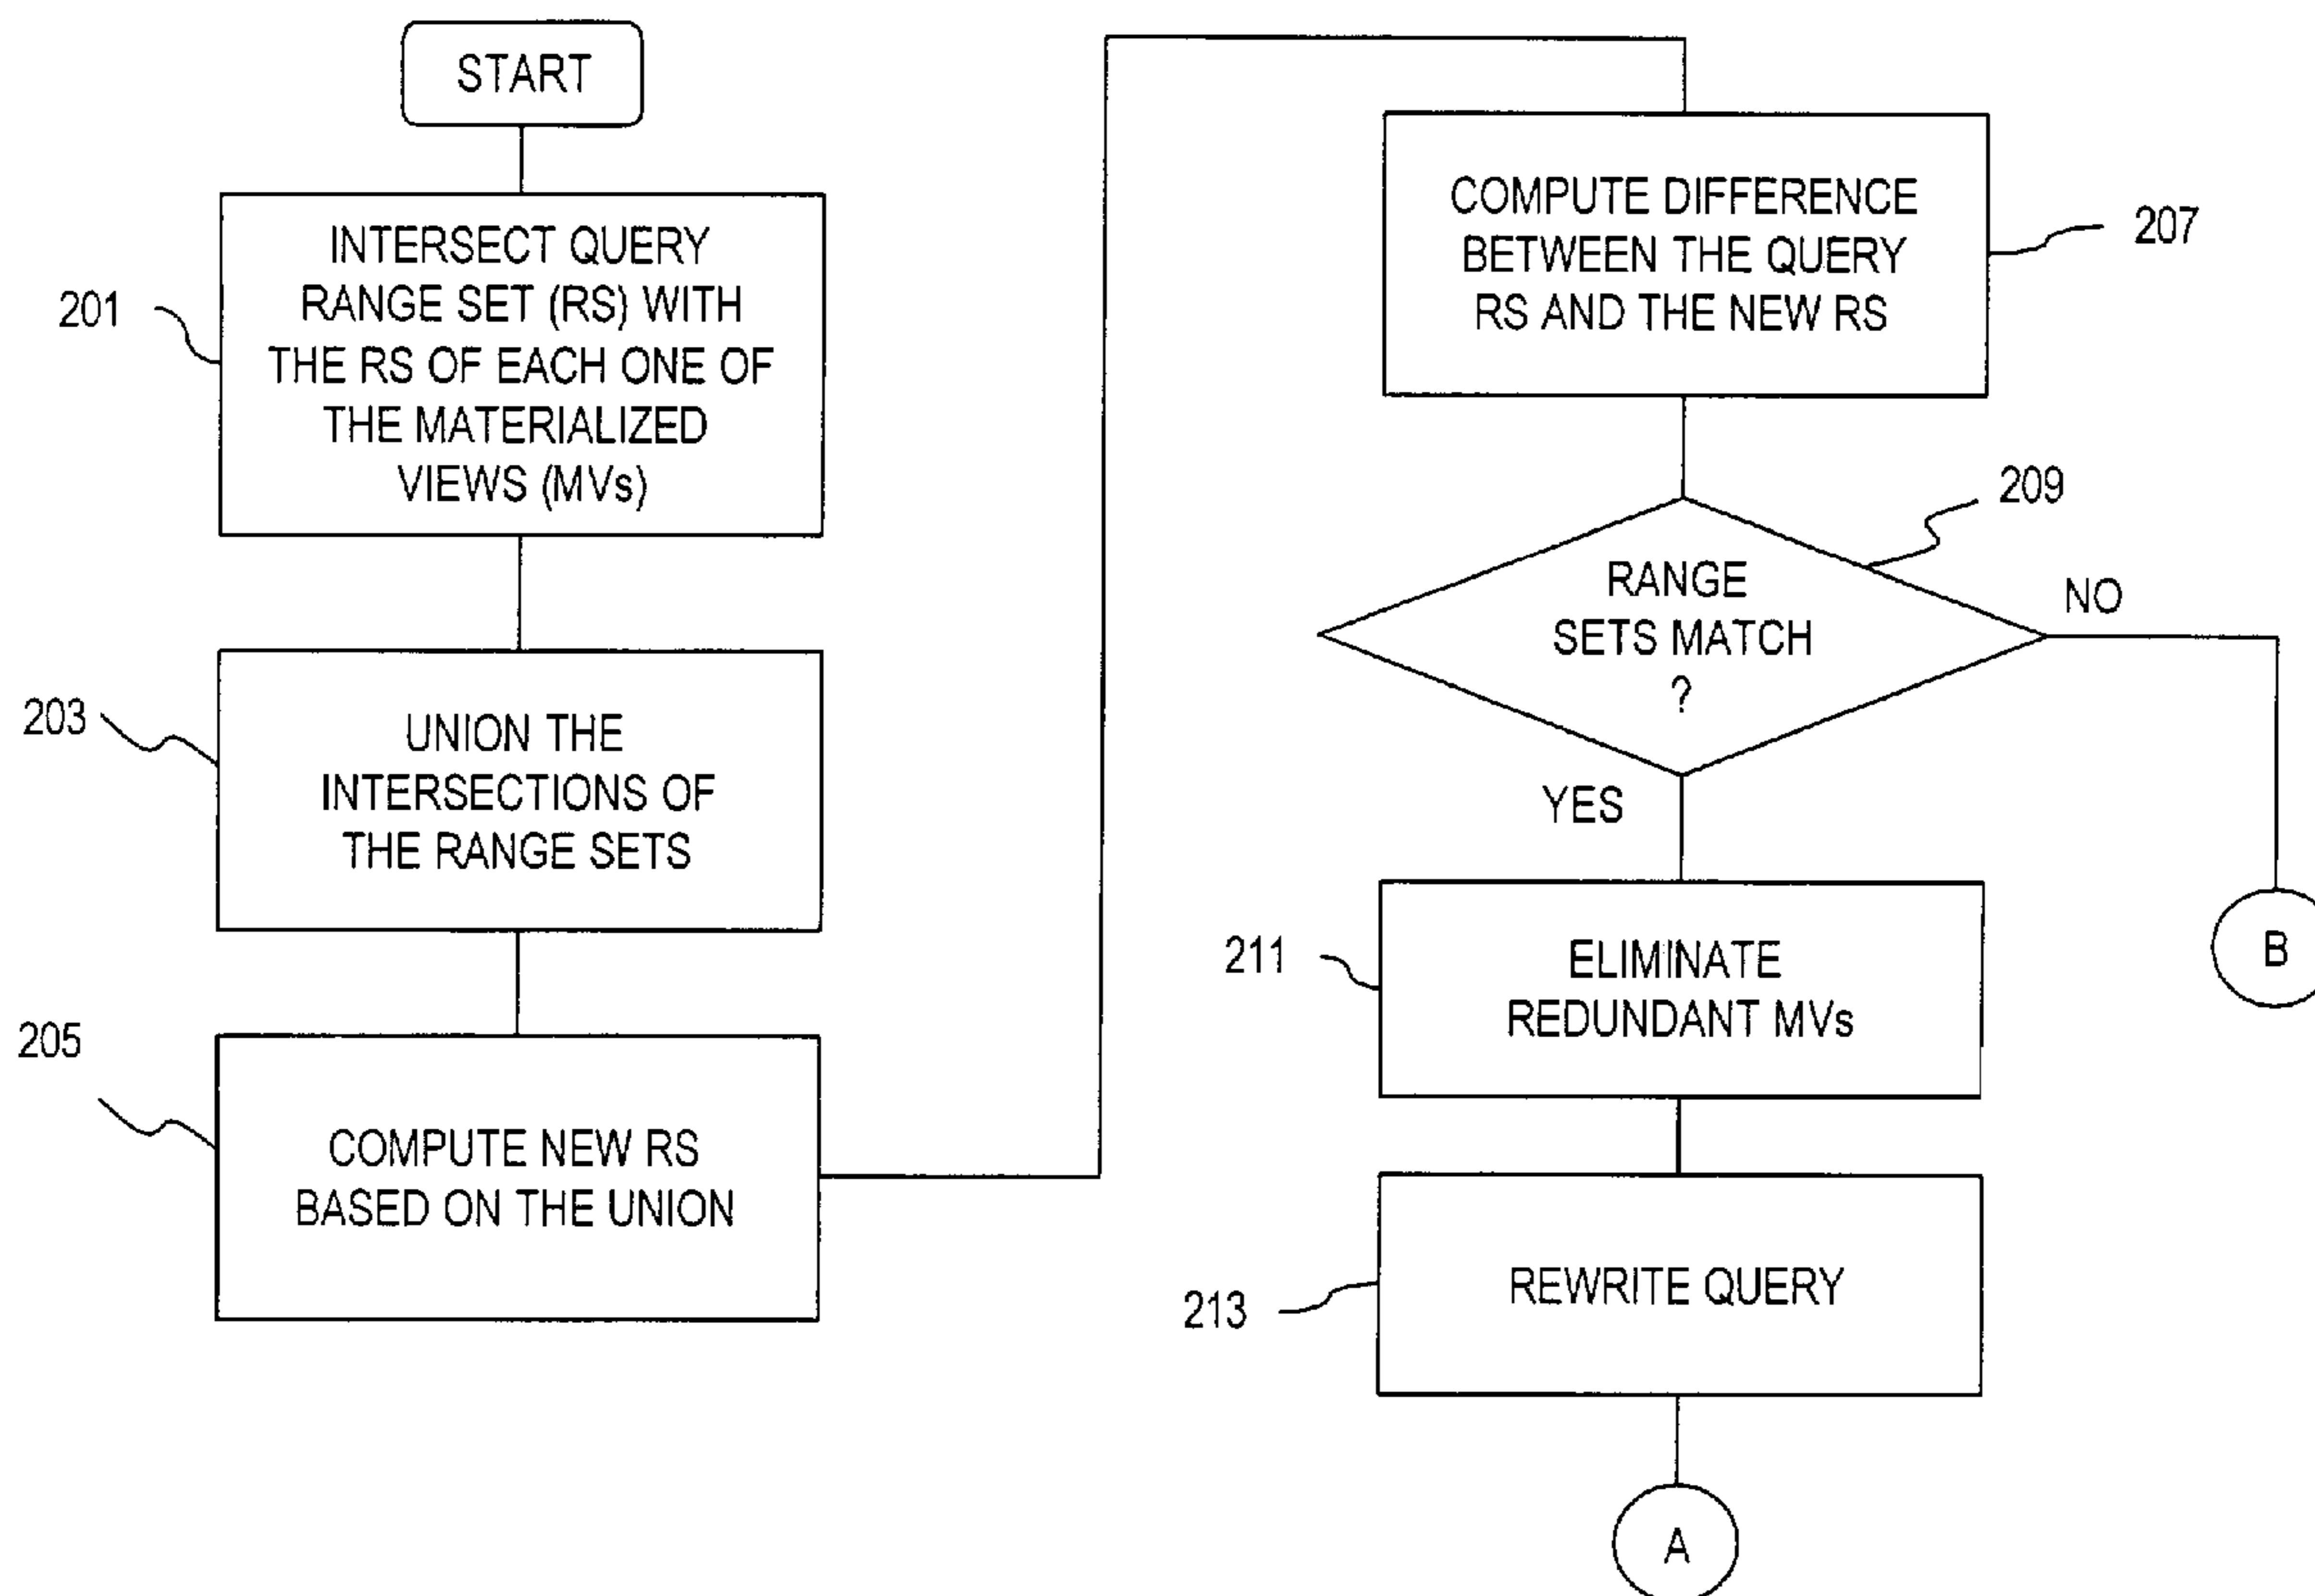 START
INTERSECT QUERY
RANGE SET (RS) WITH
THE RS OF EACH ONE OF
THE MATERIALIZED
VIEWS (MVs)
201
UNION THE
INTERSECTIONS OF
THE RANGE SETS
203
COMPUTE NEW RS
BASED ON THE UNION
205
COMPUTE DIFFERENCE
BETWEEN THE QUERY
RS AND THE NEW RS
207
RANGE
SETS MATCH
?
209
NO
B
YES
ELIMINATE
REDUNDANT MVs
211
REWRITE QUERY
213
A